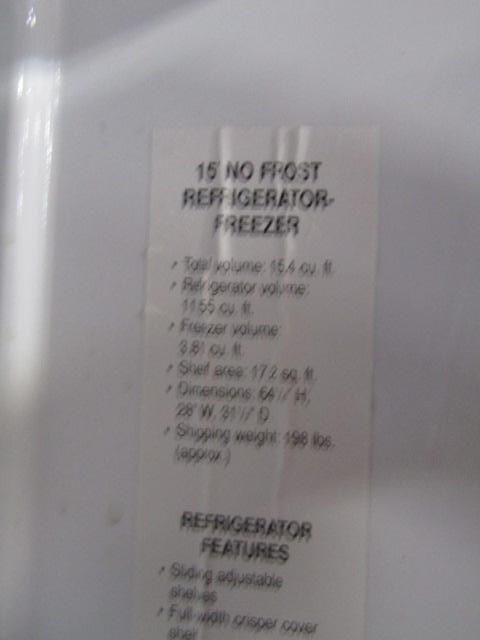 15' NO FROST
REFRIGERATOR-
FREEZER
Total volume: 15.4 cu. ft.
Refrigerator volume:
11.55 cu. ft.
Freezer volume:
3.81 cu. ft.
Shelf area: 17.2 sq. ft.
Dimensions: H,
28" W, D
Shipping weight: 198 lbs.
(approx.)
REFRIGERATOR
FEATURES
Sliding adjustable
shelves
Full-width crisper cover
shelf